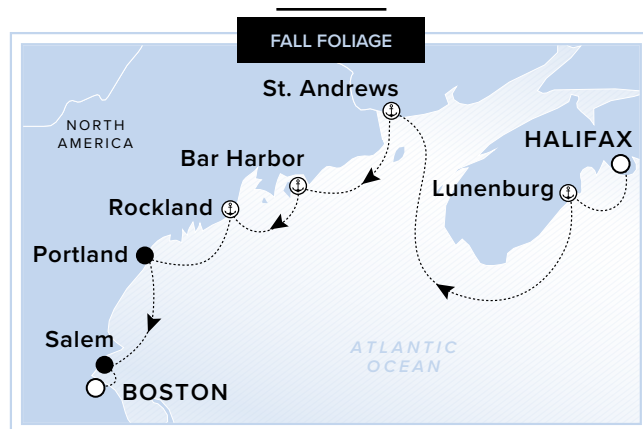 FALL FOLIAGE
St. Andrews
NORTH
AMERICA
HALIFAX
Bar Harbor
Lunenburg
Rockland
Portland
Salem
ATLANTIC
OCEAN
BOSTON